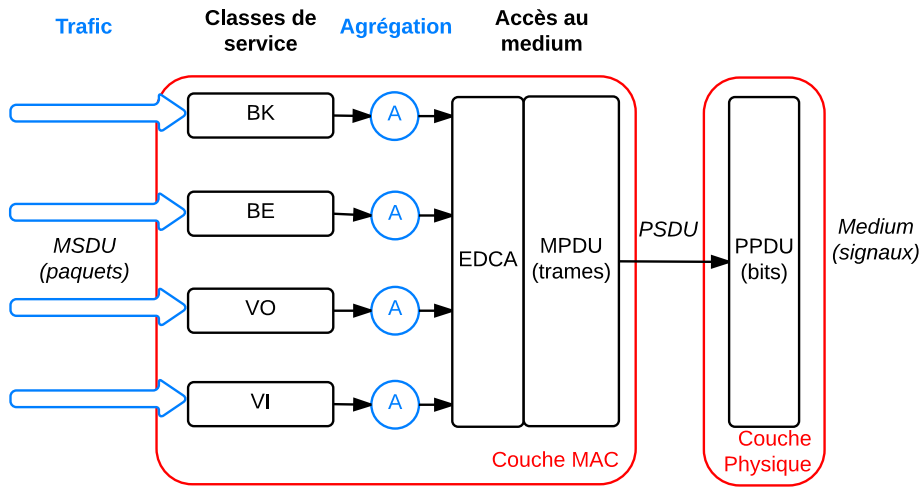 Trafic
Classes de
service
Agrégation
Accès au
medium
BK
A
BE
A
MSDU
(paquets)
EDCA
MPDU
(trames)
PSDU
PPDU
(bits)
Medium
(signaux)
VO
A
VI
A
Couche MAC
Couche
Physique